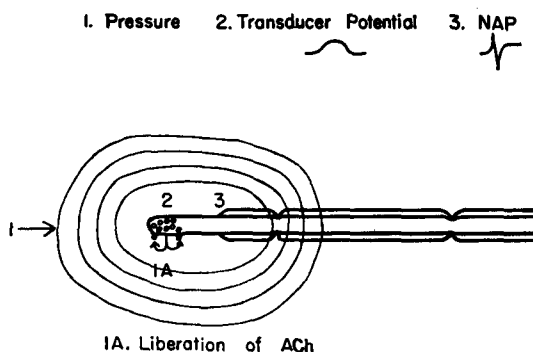 1. Pressure 2. Transducer Potential 3. NAP
2 3
1
1A
1A. Liberation of ACh